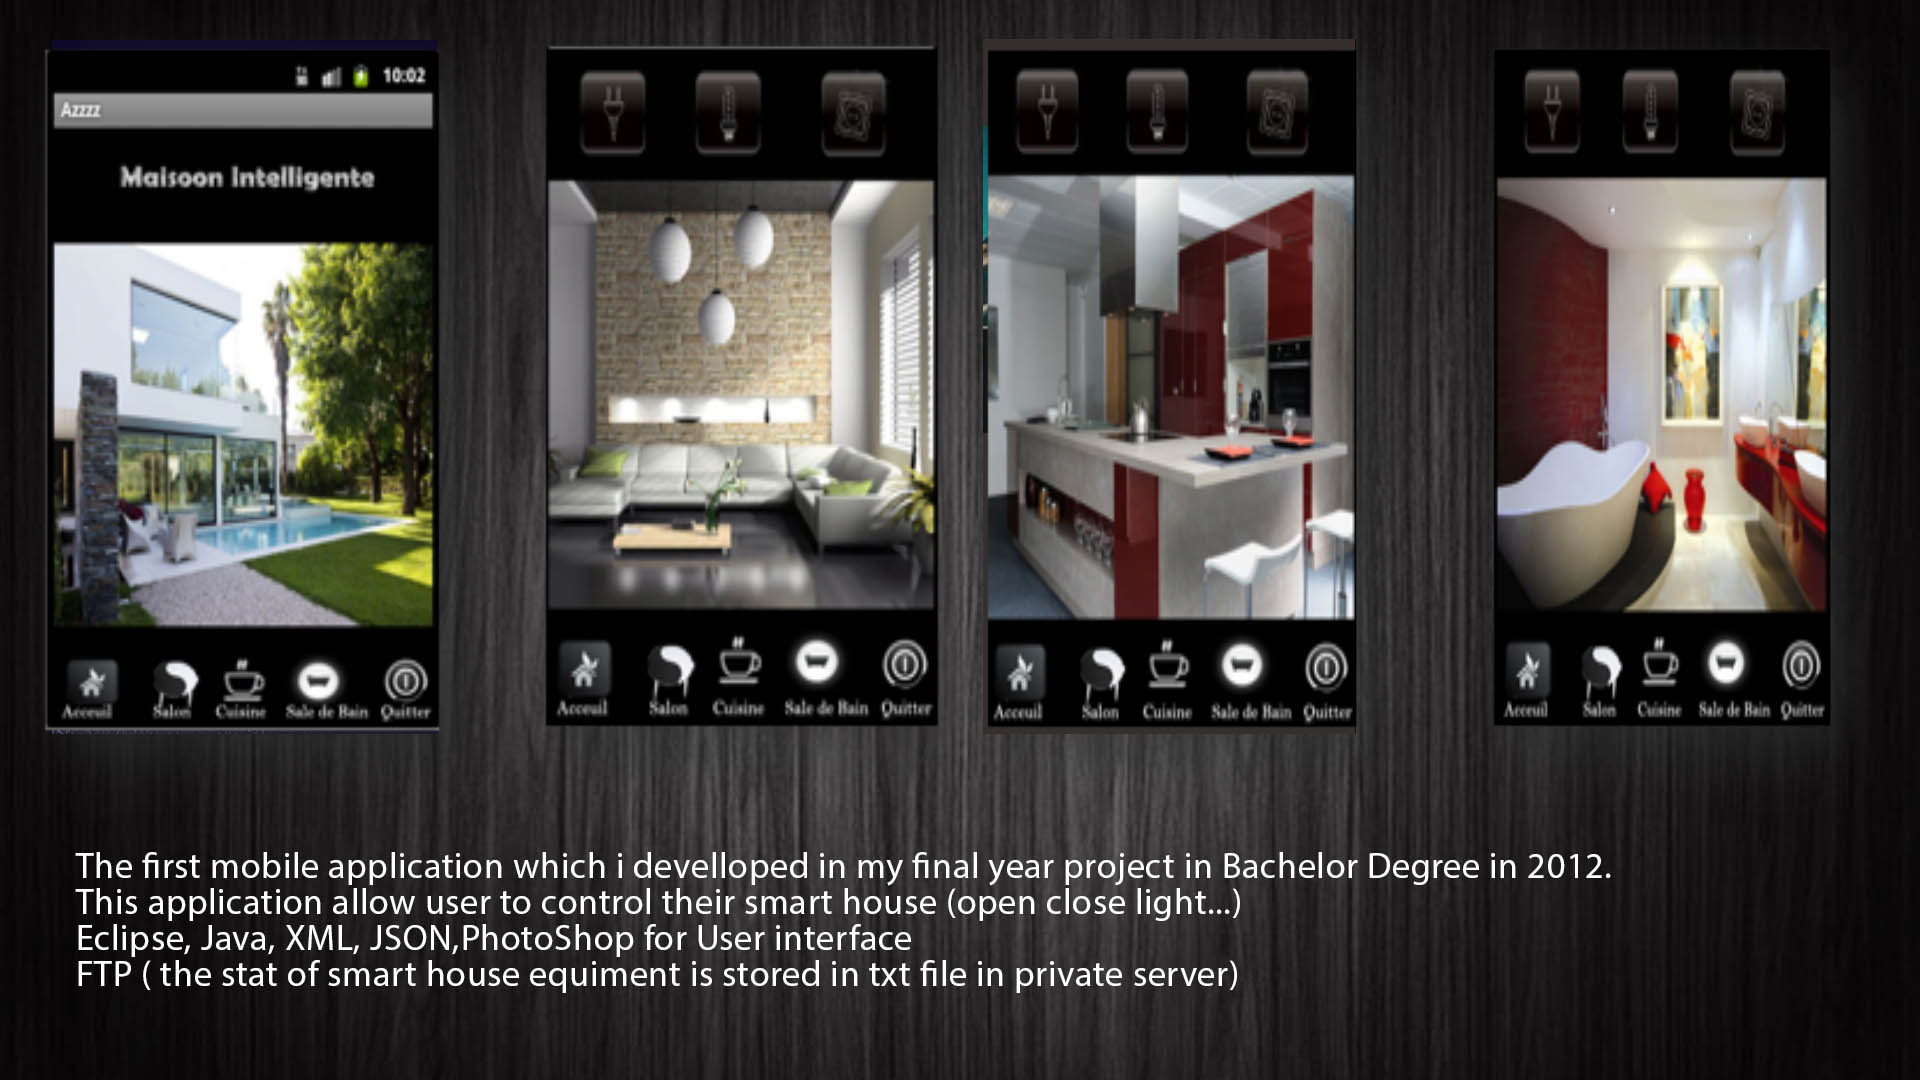 10:02
Azzzz
Maisoon Intelligente
Acceuil Salon Cuisine Sale de Bain Quitter
Acceuil Salon Cuisine Sale de Bain Quitter
Acceuil Salon Cuisine Sale de Bain Quitter
Acceuil Salon Cuisine Sale de Bain Quitter
The first mobile application which i develloped in my final year project in Bachelor Degree in 2012.
This application allow user to control their smart house (open close light...)
Eclipse, Java, XML, JSON,PhotoShop for User interface
FTP ( the stat of smart house equiment is stored in txt file in private server)